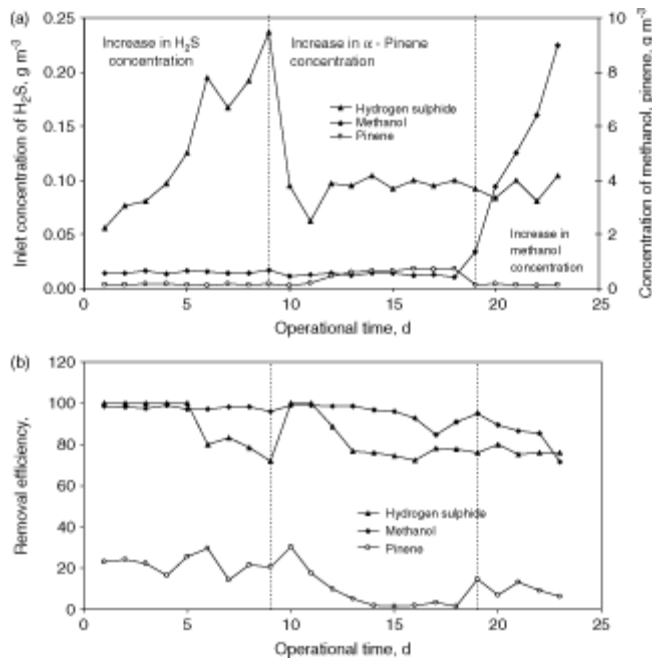 (a)
0.25
0.20
0.15
0.10
0.05
0.00
Inlet concentration of H₂S, g m⁻³
Increase in H₂S
concentration
Increase in α - Pinene
concentration
Hydrogen sulphide
Methanol
Pinene
Increase in
methanol
concentration
10
8
6
4
2
0
Concentration of methanol, pinene, g m⁻³
0 5 10 15 20 25
Operational time, d
(b)
120
100
80
60
40
20
0
Removal efficiency,
Hydrogen sulphide
Methanol
Pinene
0 5 10 15 20 25
Operational time, d